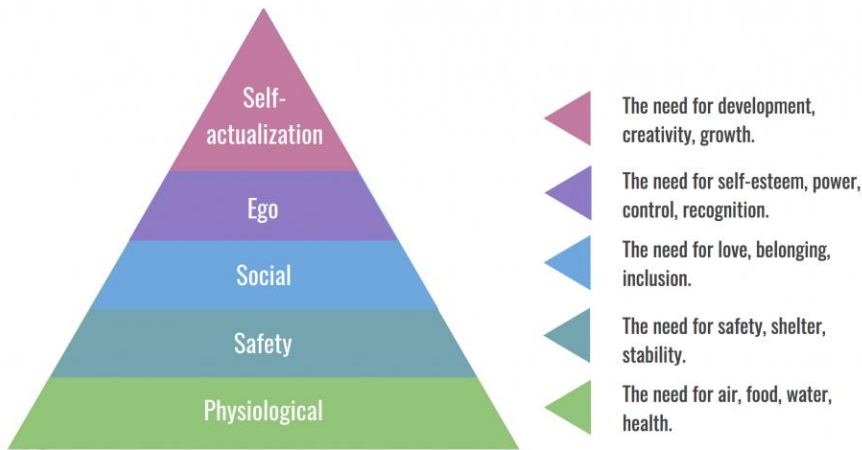 Self-
actualization
The need for development,
creativity, growth.
Ego
The need for self-esteem, power,
control, recognition.
Social
The need for love, belonging,
inclusion.
Safety
The need for safety, shelter,
stability.
Physiological
The need for air, food, water,
health.